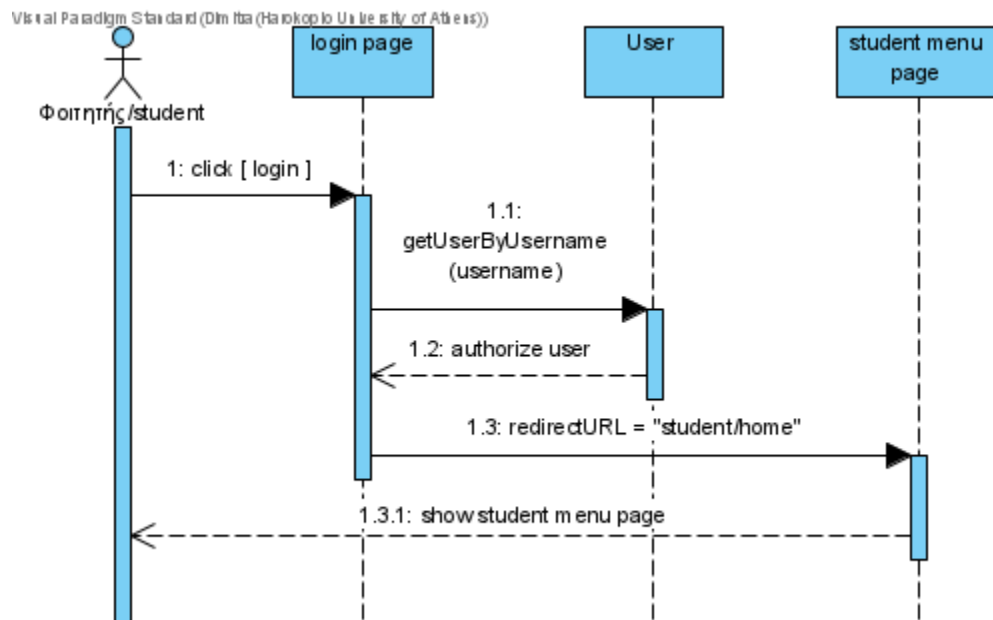 Visual Paradigm Standard (Dimitra (Harokopio University of Athens))
login page
User
student menu
page
Φοιτητής/student
1: click [ login ]
1.1:
getUserByUsername
(username)
1.2: authorize user
1.3: redirectURL = "student/home"
1.3.1: show student menu page